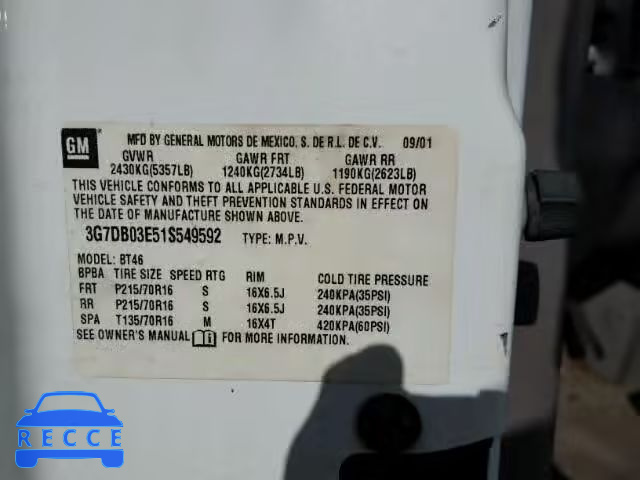 GM
MFD BY GENERAL MOTORS DE MEXICO, S. DE R.L. DE C.V. 09/01
GVWR GAWR FRT GAWR RR
2430KG(5357LB) 1240KG(2734LB) 1190KG(2623LB)
THIS VEHICLE CONFORMS TO ALL APPLICABLE U.S. FEDERAL MOTOR
VEHICLE SAFETY AND THEFT PREVENTION STANDARDS IN EFFECT ON
THE DATE OF MANUFACTURE SHOWN ABOVE.
3G7DB03E51S549592 TYPE: M.P.V.
MODEL: BT46
BPBA TIRE SIZE SPEED RTG RIM COLD TIRE PRESSURE
FRT P215/70R16 S 16X6.5J 240KPA(35PSI)
RR P215/70R16 S 16X6.5J 240KPA(35PSI)
SPA T135/70R16 M 16X4T 420KPA(60PSI)
SEE OWNER'S MANUAL FOR MORE INFORMATION.
RECCE